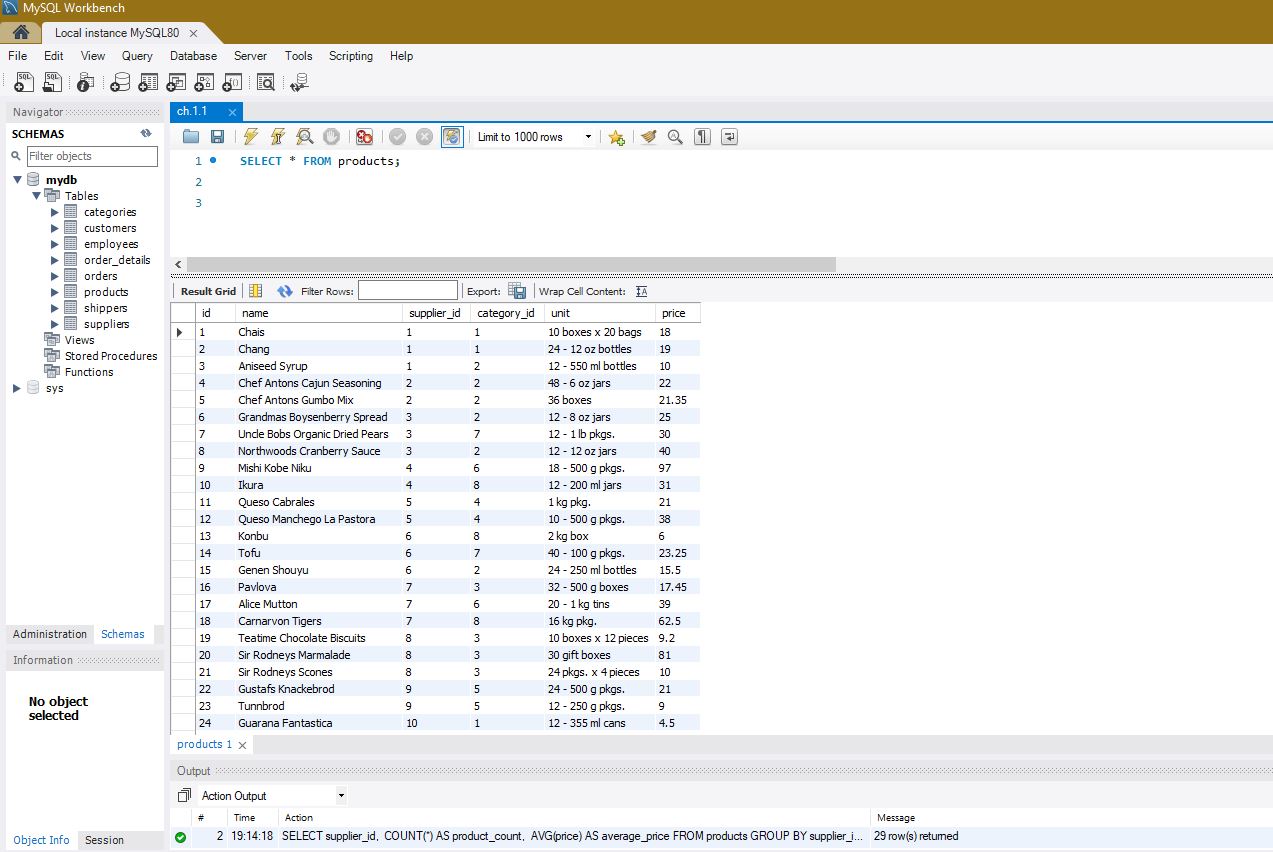 MySQL Workbench
Local instance MySQL80
File Edit View Query Database Server Tools Scripting Help
Navigator
SCHEMAS
Filter objects
mydb
Tables
categories
customers
employees
order_details
orders
products
shippers
suppliers
Views
Stored Procedures
Functions
sys
Administration Schemas
Information
No object
selected
Object Info Session
ch.1.1
Limit to 1000 rows
1 SELECT * FROM products;
2
3
Result Grid Filter Rows: Export: Wrap Cell Content:
id name supplier_id category_id unit price
1 Chais 1 1 10 boxes x 20 bags 18
2 Chang 1 1 24 - 12 oz bottles 19
3 Aniseed Syrup 1 2 12 - 550 ml bottles 10
4 Chef Antons Cajun Seasoning 2 2 48 - 6 oz jars 22
5 Chef Antons Gumbo Mix 2 2 36 boxes 21.35
6 Grandmas Boysenberry Spread 3 2 12 - 8 oz jars 25
7 Uncle Bobs Organic Dried Pears 3 7 12 - 1 lb pkgs. 30
8 Northwoods Cranberry Sauce 3 2 12 - 12 oz jars 40
9 Mishi Kobe Niku 4 6 18 - 500 g pkgs. 97
10 Ikura 4 8 12 - 200 ml jars 31
11 Queso Cabrales 5 4 1 kg pkg. 21
12 Queso Manchego La Pastora 5 4 10 - 500 g pkgs. 38
13 Konbu 6 8 2 kg box 6
14 Tofu 6 7 40 - 100 g pkgs. 23.25
15 Genen Shouyu 6 2 24 - 250 ml bottles 15.5
16 Pavlova 7 3 32 - 500 g boxes 17.45
17 Alice Mutton 7 6 20 - 1 kg tins 39
18 Carnarvon Tigers 7 8 16 kg pkg. 62.5
19 Teatime Chocolate Biscuits 8 3 10 boxes x 12 pieces 9.2
20 Sir Rodneys Marmalade 8 3 30 gift boxes 81
21 Sir Rodneys Scones 8 3 24 pkgs. x 4 pieces 10
22 Gustafs Knackebrod 9 5 24 - 500 g pkgs. 21
23 Tunnbrod 9 5 12 - 250 g pkgs. 9
24 Guarana Fantastica 10 1 12 - 355 ml cans 4.5
products 1
Output
Action Output
# Time Action Message
2 19:14:18 SELECT supplier_id, COUNT(*) AS product_count, AVG(price) AS average_price FROM products GROUP BY supplier_i... 29 row(s) returned